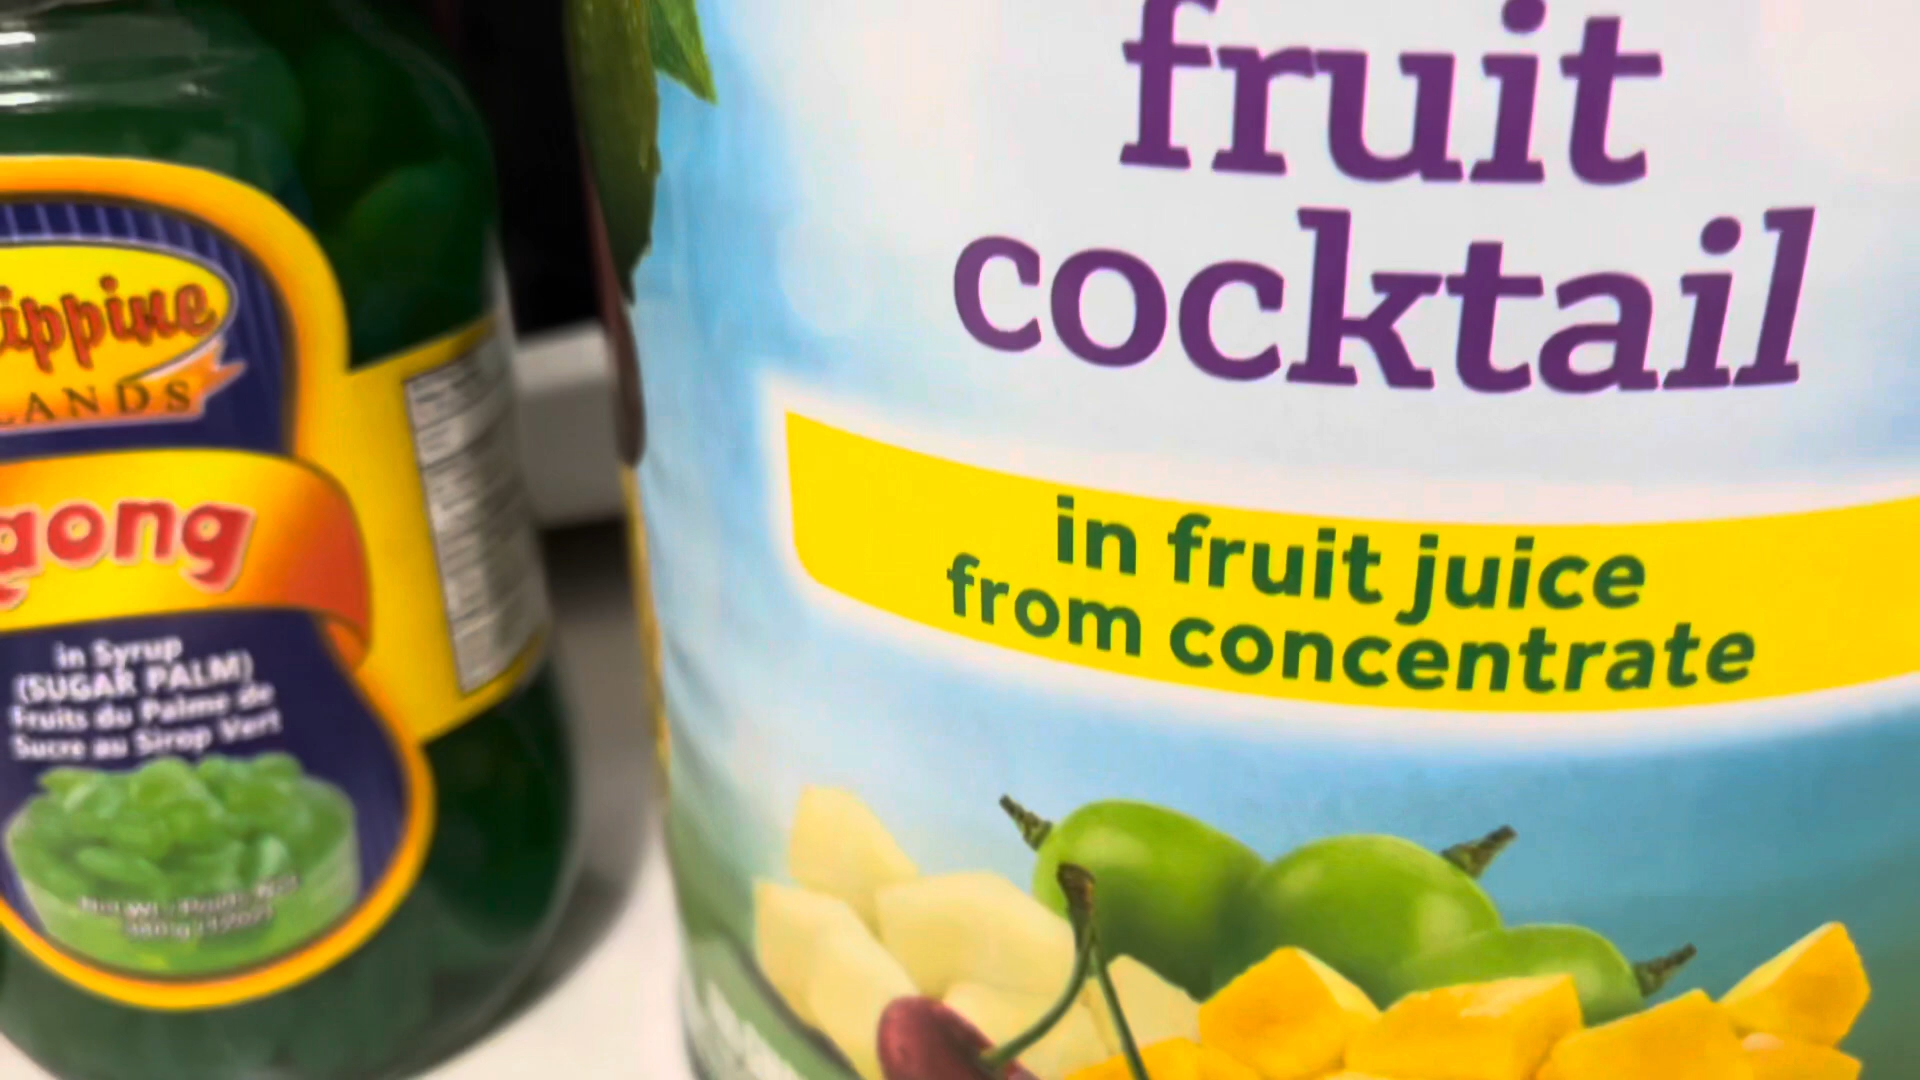 ippine
LANDS
gong
in Syrup
(SUGAR PALM)
Fruits du Palme de
Sucre au Sirop Vert
fruit
cocktail
in fruit juice
from concentrate